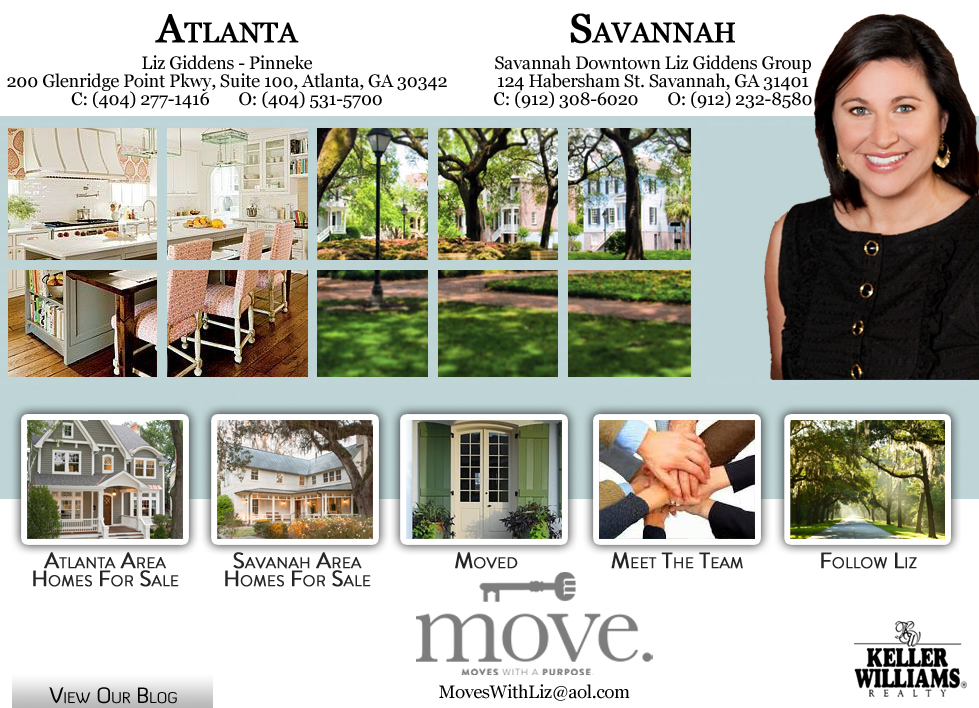 ATLANTA
Liz Giddens - Pinneke
200 Glenridge Point Pkwy, Suite 100, Atlanta, GA 30342
C: (404) 277-1416 O: (404) 531-5700
SAVANNAH
Savannah Downtown Liz Giddens Group
124 Habersham St. Savannah, GA 31401
C: (912) 308-6020 O: (912) 232-8580
ATLANTA AREA
HOMES FOR SALE
SAVANAH AREA
HOMES FOR SALE
MOVED
MEET THE TEAM
FOLLOW LIZ
move.
MOVES WITH A PURPOSE
MovesWithLiz@aol.com
VIEW OUR BLOG
KW
KELLER
WILLIAMS®
REALTY